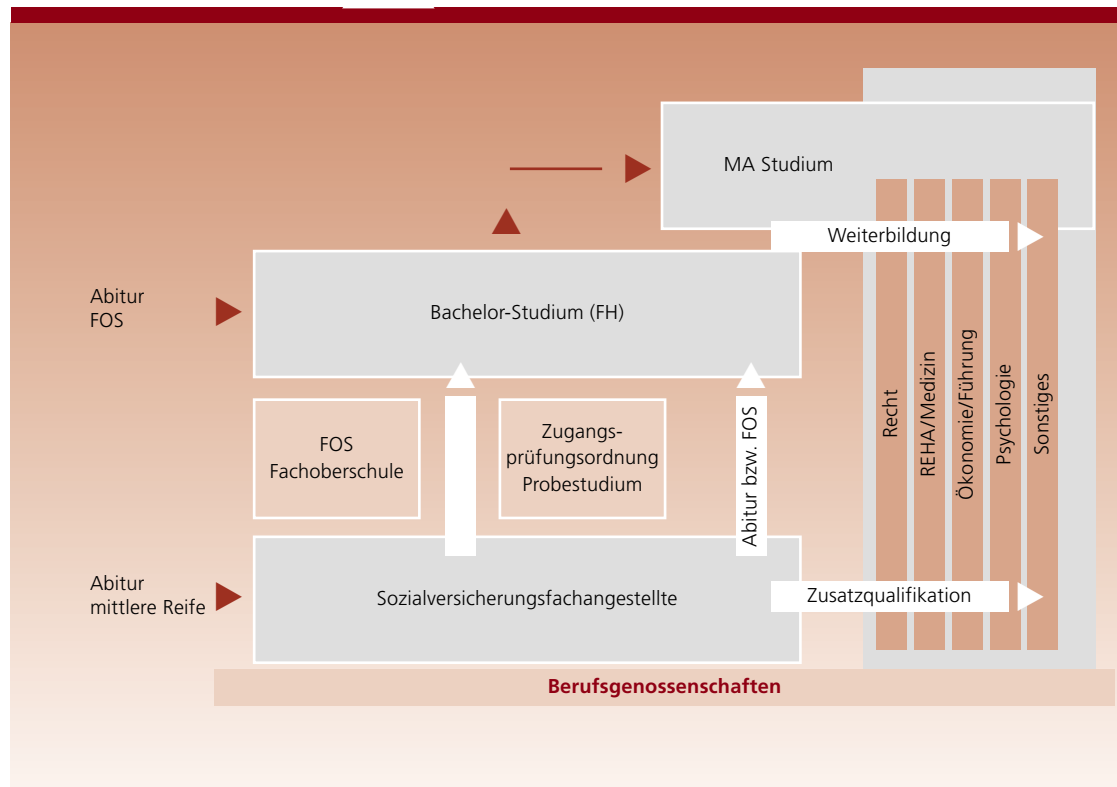 MA Studium
Weiterbildung
Abitur
FOS
Bachelor-Studium (FH)
Recht
REHA/Medizin
Ökonomie/Führung
Psychologie
Sonstiges
FOS
Fachoberschule
Zugangs-
prüfungsordnung
Probestudium
Abitur bzw. FOS
Abitur
mittlere Reife
Sozialversicherungsfachangestellte
Zusatzqualifikation
Berufsgenossenschaften